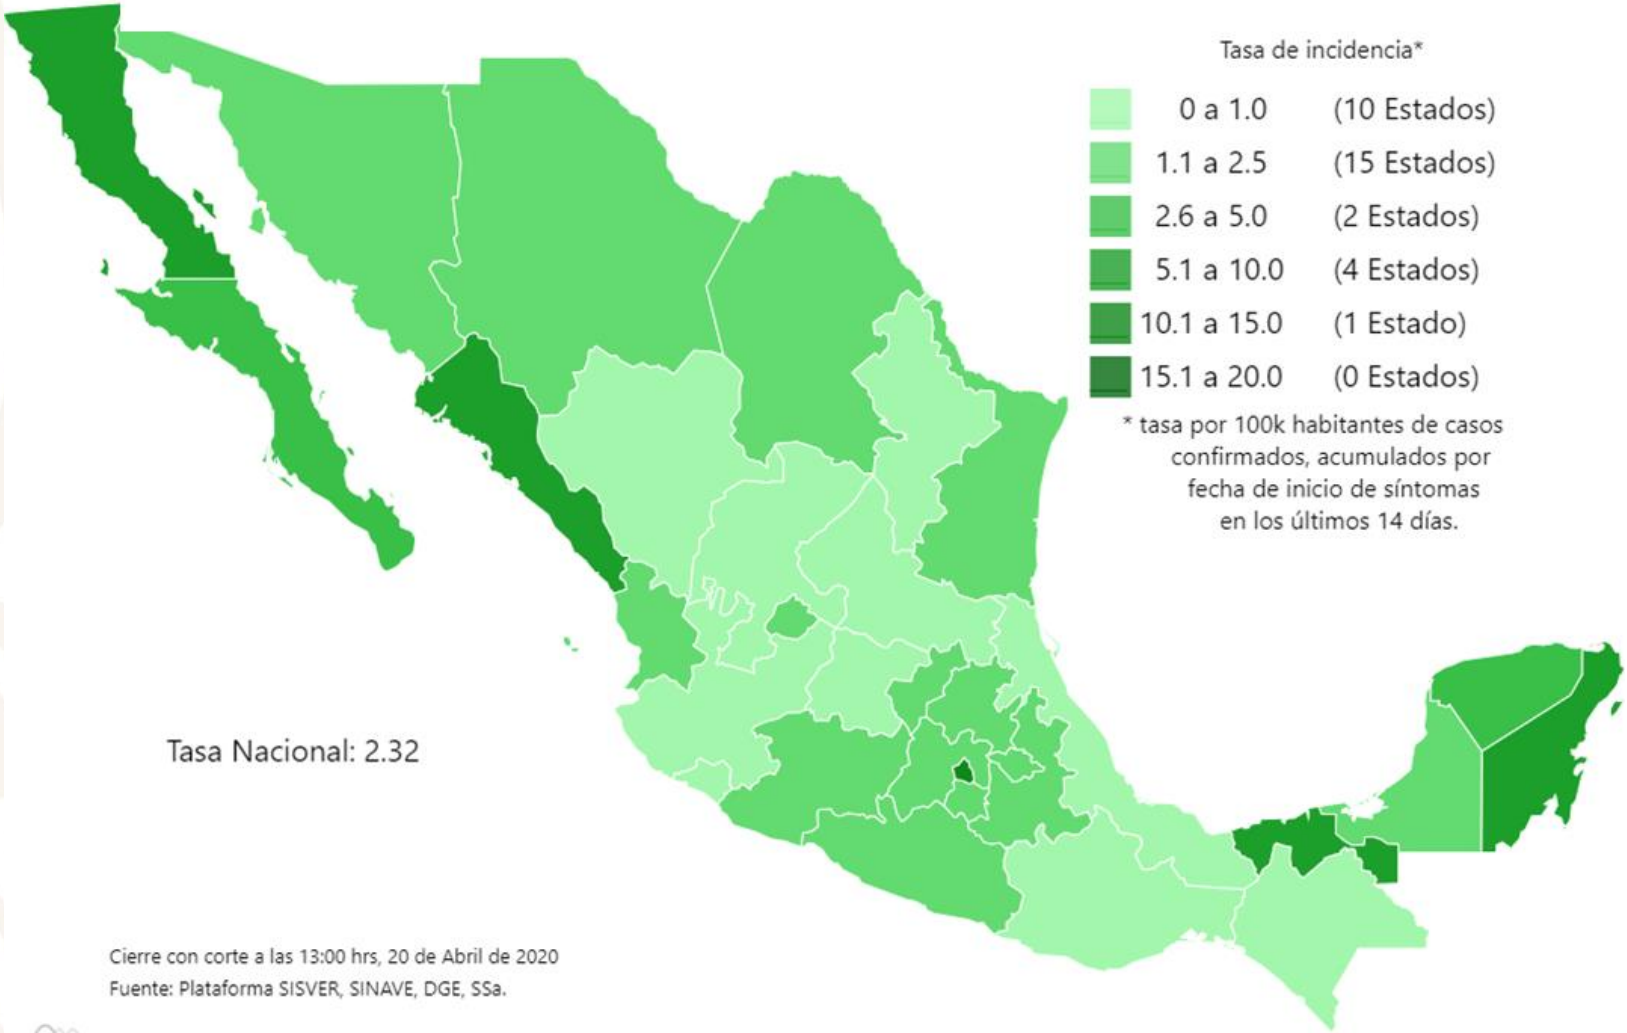 Tasa de incidencia*
0 a 1.0 (10 Estados)
1.1 a 2.5 (15 Estados)
2.6 a 5.0 (2 Estados)
5.1 a 10.0 (4 Estados)
10.1 a 15.0 (1 Estado)
15.1 a 20.0 (0 Estados)
* tasa por 100k habitantes de casos
confirmados, acumulados por
fecha de inicio de síntomas
en los últimos 14 días.
Tasa Nacional: 2.32
Cierre con corte a las 13:00 hrs, 20 de Abril de 2020
Fuente: Plataforma SISVER, SINAVE, DGE, SSa.